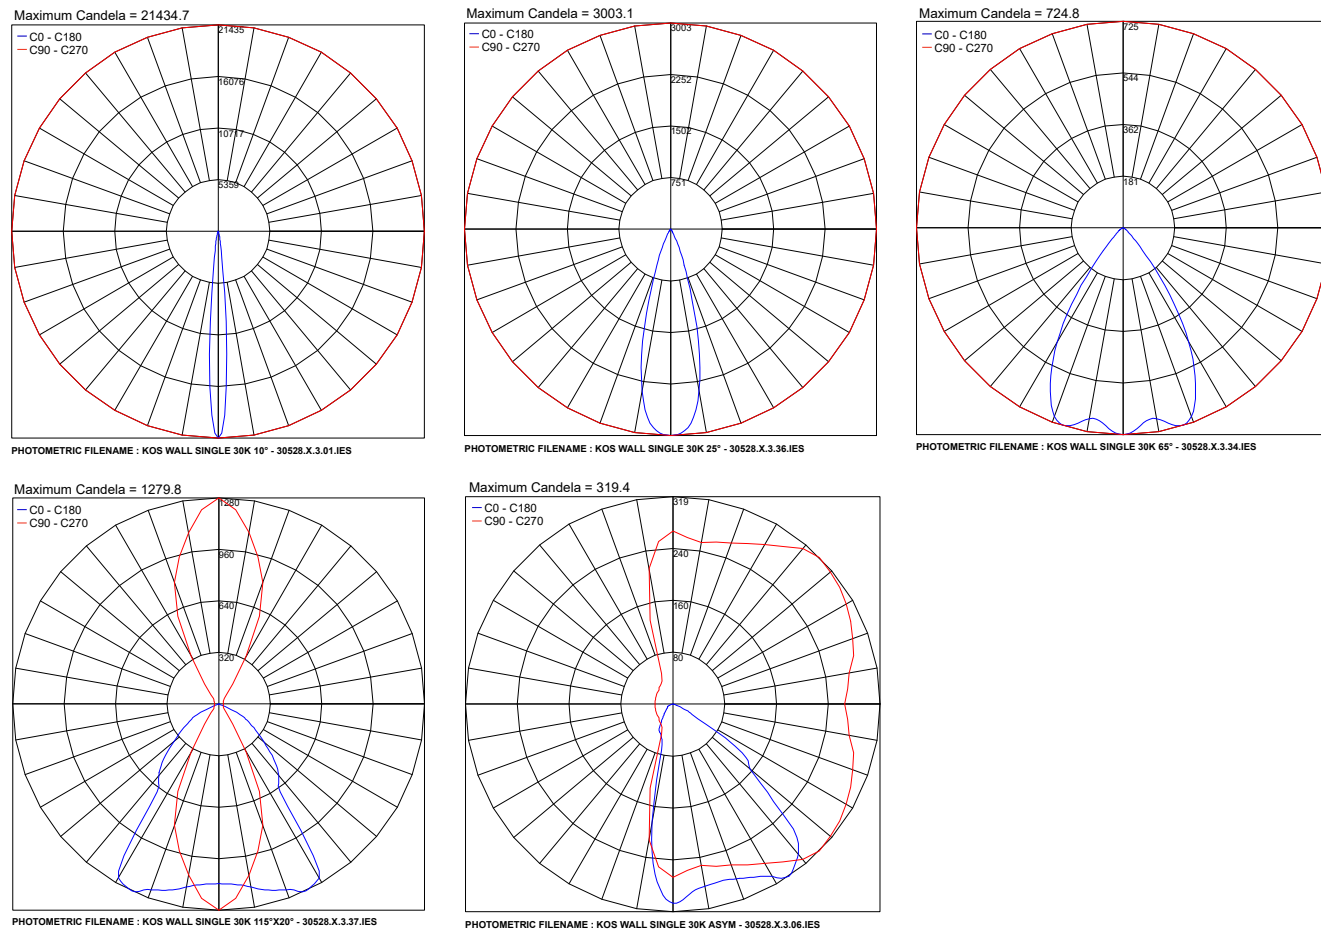 Maximum Candela = 21434.7
C0 - C180
C90 - C270
21435
16076
10717
5359
PHOTOMETRIC FILENAME : KOS WALL SINGLE 30K 10° - 30528.X.3.01.IES
Maximum Candela = 3003.1
C0 - C180
C90 - C270
3003
2252
1502
751
PHOTOMETRIC FILENAME : KOS WALL SINGLE 30K 25° - 30528.X.3.36.IES
Maximum Candela = 724.8
C0 - C180
C90 - C270
725
544
362
181
PHOTOMETRIC FILENAME : KOS WALL SINGLE 30K 65° - 30528.X.3.34.IES
Maximum Candela = 1279.8
C0 - C180
C90 - C270
1280
960
640
320
PHOTOMETRIC FILENAME : KOS WALL SINGLE 30K 115°X20° - 30528.X.3.37.IES
Maximum Candela = 319.4
C0 - C180
C90 - C270
319
240
160
80
PHOTOMETRIC FILENAME : KOS WALL SINGLE 30K ASYM - 30528.X.3.06.IES